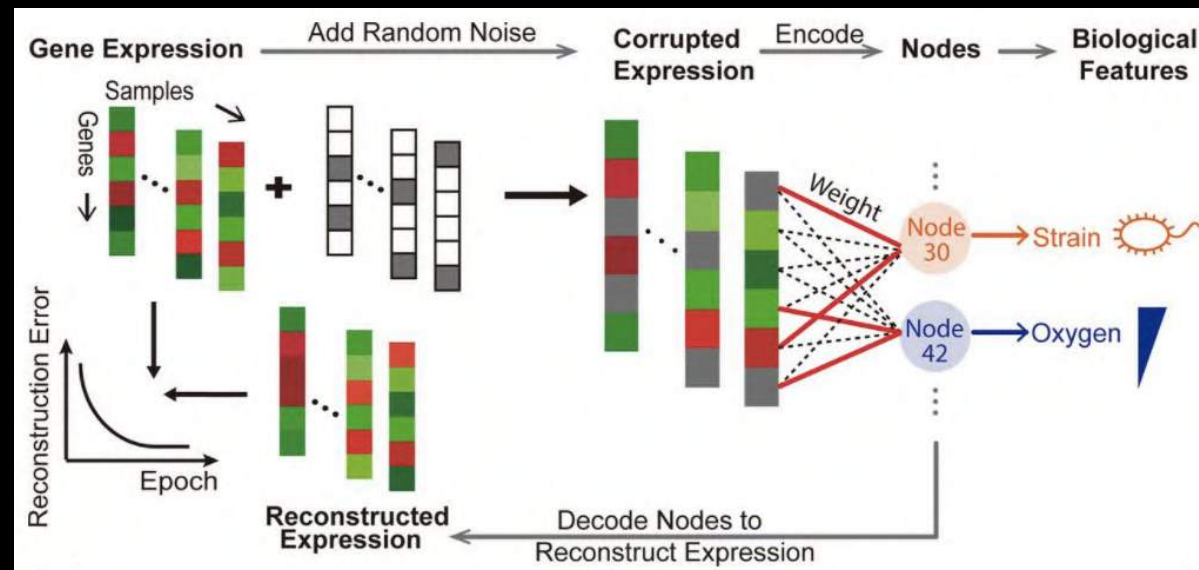 Gene Expression
Add Random Noise
Corrupted
Expression
Encode
Nodes
Biological
Features
Samples
Genes
Weight
Node
30
Strain
Node
42
Oxygen
Reconstruction Error
Epoch
Reconstructed
Expression
Decode Nodes to
Reconstruct Expression